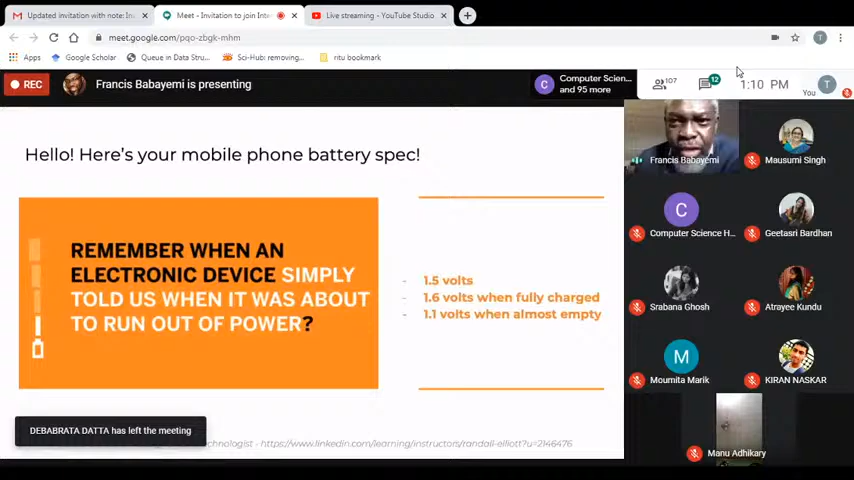 Updated invitation with note: In
Meet - Invitation to join Inte
Live streaming - YouTube Studio
meet.google.com/pqo-zbgk-mhm
Apps
Google Scholar
Queue in Data Stru...
Sci-Hub: removing...
ritu bookmark
REC
Francis Babayemi is presenting
Computer Scien...
and 95 more
107
12
1:10 PM
You
T
T
Hello! Here's your mobile phone battery spec!
REMEMBER WHEN AN
ELECTRONIC DEVICE SIMPLY
TOLD US WHEN IT WAS ABOUT
TO RUN OUT OF POWER?
- 1.5 volts
- 1.6 volts when fully charged
- 1.1 volts when almost empty
DEBABRATA DATTA has left the meeting
chnologist - https://www.linkedin.com/learning/instructors/randall-elliott?u=2146476
Francis Babayemi
Mausumi Singh
C
C
Computer Science H...
Geetasri Bardhan
Srabana Ghosh
Atrayee Kundu
M
Moumita Marik
KIRAN NASKAR
Manu Adhikary